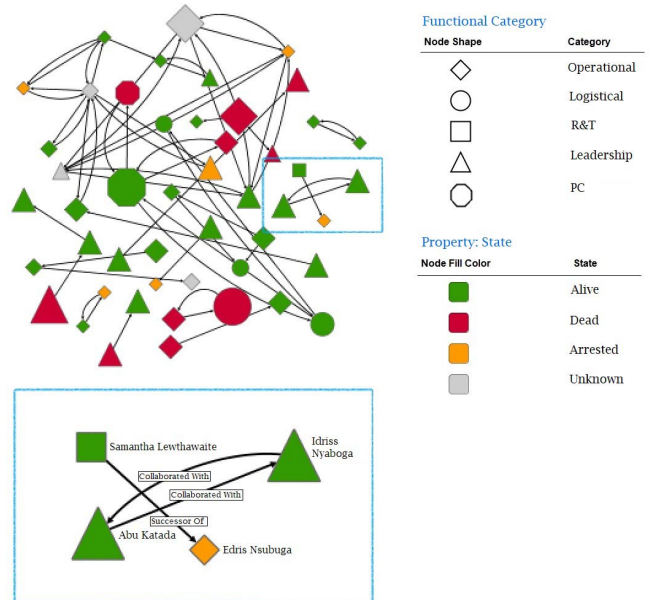 Functional Category
Node Shape Category
Operational
Logistical
R&T
Leadership
PC
Property: State
Node Fill Color State
Alive
Dead
Arrested
Unknown
Samantha Lewthawaite
Idriss
Nyaboga
Collaborated With
Collaborated With
Successor Of
Abu Katada
Edris Nsubuga